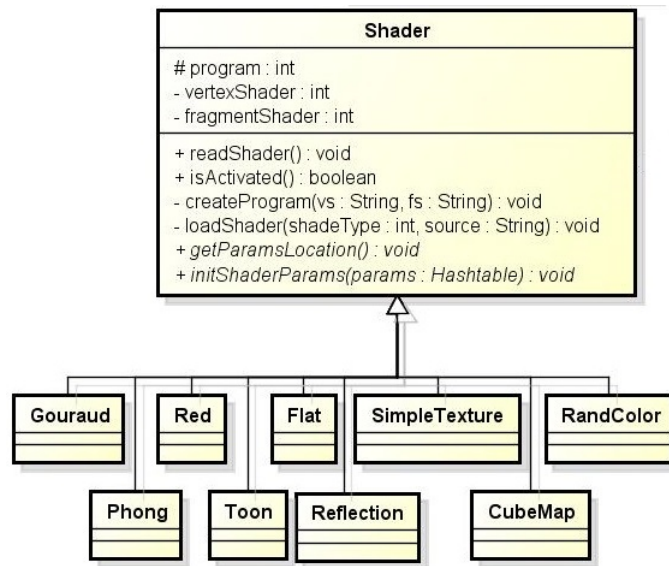 Shader
# program : int
- vertexShader : int
- fragmentShader : int
+ readShader() : void
+ isActivated() : boolean
- createProgram(vs : String, fs : String) : void
- loadShader(shadeType : int, source : String) : void
+ getParamsLocation() : void
+ initShaderParams(params : Hashtable) : void
Gouraud Red Flat SimpleTexture RandColor
Phong Toon Reflection CubeMap